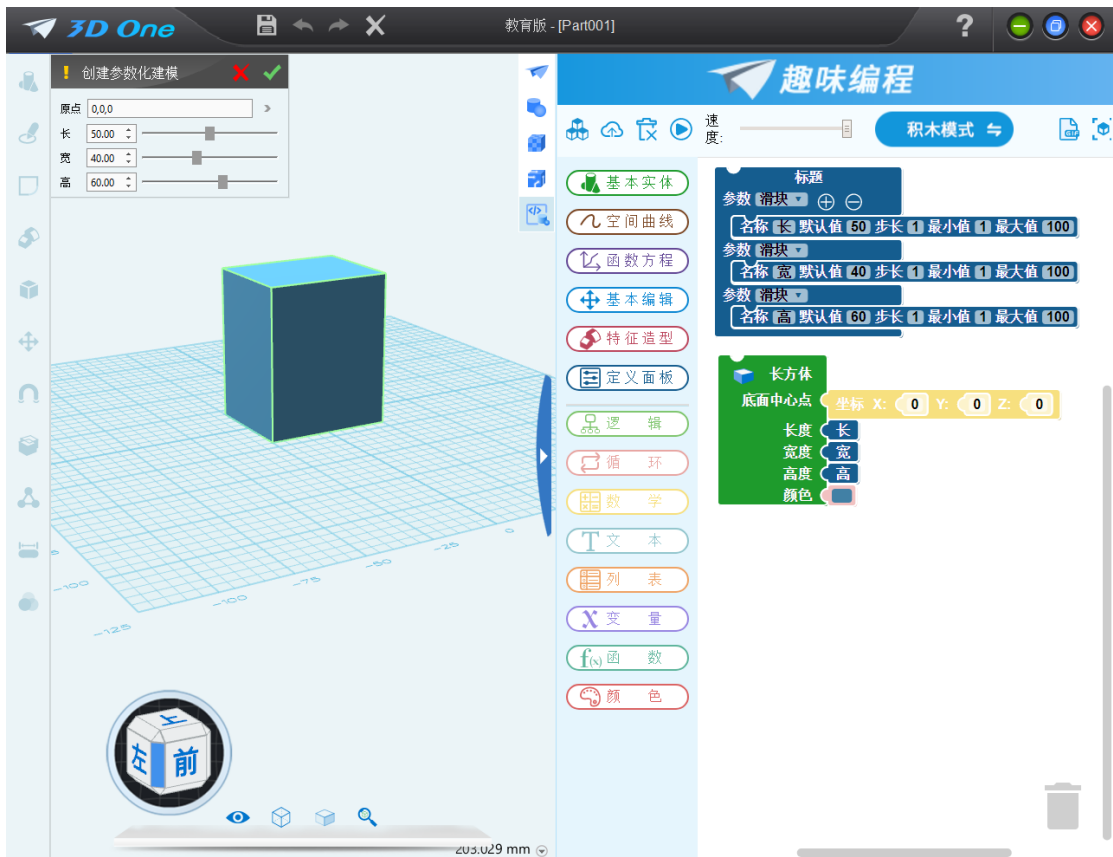 3D One
教育版 - [Part001]
?
! 创建参数化建模
原点 0,0,0
长 50.00
宽 40.00
高 60.00
趣味编程
速度:
积木模式
GIF
基本实体
空间曲线
函数方程
基本编辑
特征造型
定义面板
逻 辑
循 环
数 学
T 文 本
列 表
X 变 量
f(x) 函 数
颜 色
标题
参数 滑块
名称 长 默认值 50 步长 1 最小值 1 最大值 100
参数 滑块
名称 宽 默认值 40 步长 1 最小值 1 最大值 100
参数 滑块
名称 高 默认值 60 步长 1 最小值 1 最大值 100
长方体
底面中心点 坐标 X: 0 Y: 0 Z: 0
长度 长
宽度 宽
高度 高
颜色
0
-25
-50
-75
-100
-100
-125
上
左
前
203.029 mm